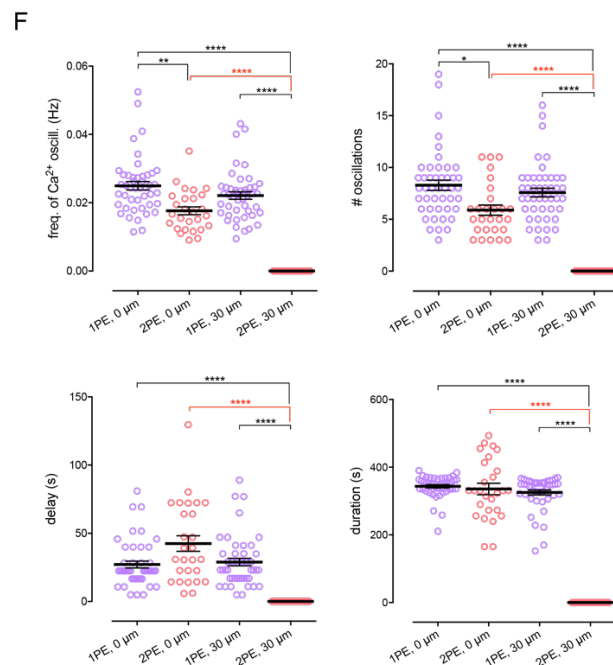 F
freq. of Ca²⁺ oscill. (Hz)
0.06
0.04
0.02
0.00
****
**
****
****
1PE, 0 µm
2PE, 0 µm
1PE, 30 µm
2PE, 30 µm
# oscillations
20
15
10
5
0
****
*
****
****
1PE, 0 µm
2PE, 0 µm
1PE, 30 µm
2PE, 30 µm
delay (s)
150
100
50
0
****
****
****
1PE, 0 µm
2PE, 0 µm
1PE, 30 µm
2PE, 30 µm
duration (s)
600
400
200
0
****
****
****
1PE, 0 µm
2PE, 0 µm
1PE, 30 µm
2PE, 30 µm